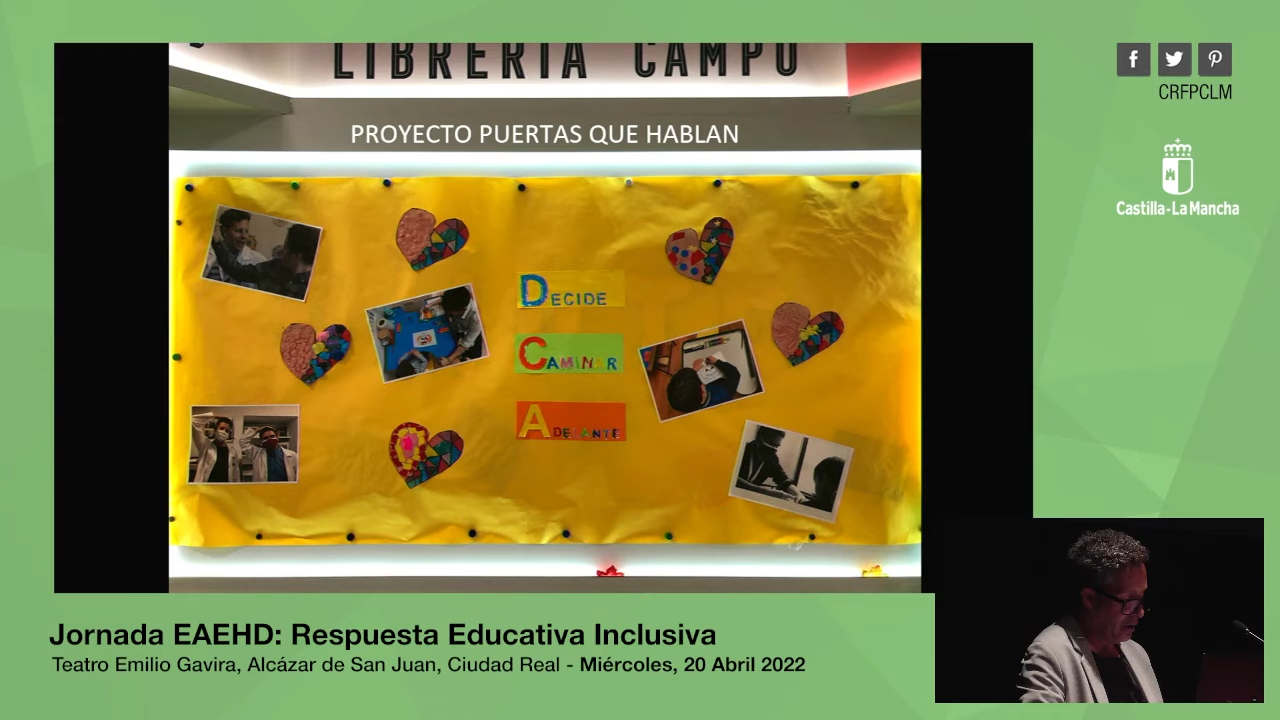 LIBRERIA CAMPO
PROYECTO PUERTAS QUE HABLAN
DECIDE
CAMINAR
ADELANTE
CRFPCLM
Castilla-La Mancha
Jornada EAEHD: Respuesta Educativa Inclusiva
Teatro Emilio Gavira, Alcázar de San Juan, Ciudad Real - Miércoles, 20 Abril 2022